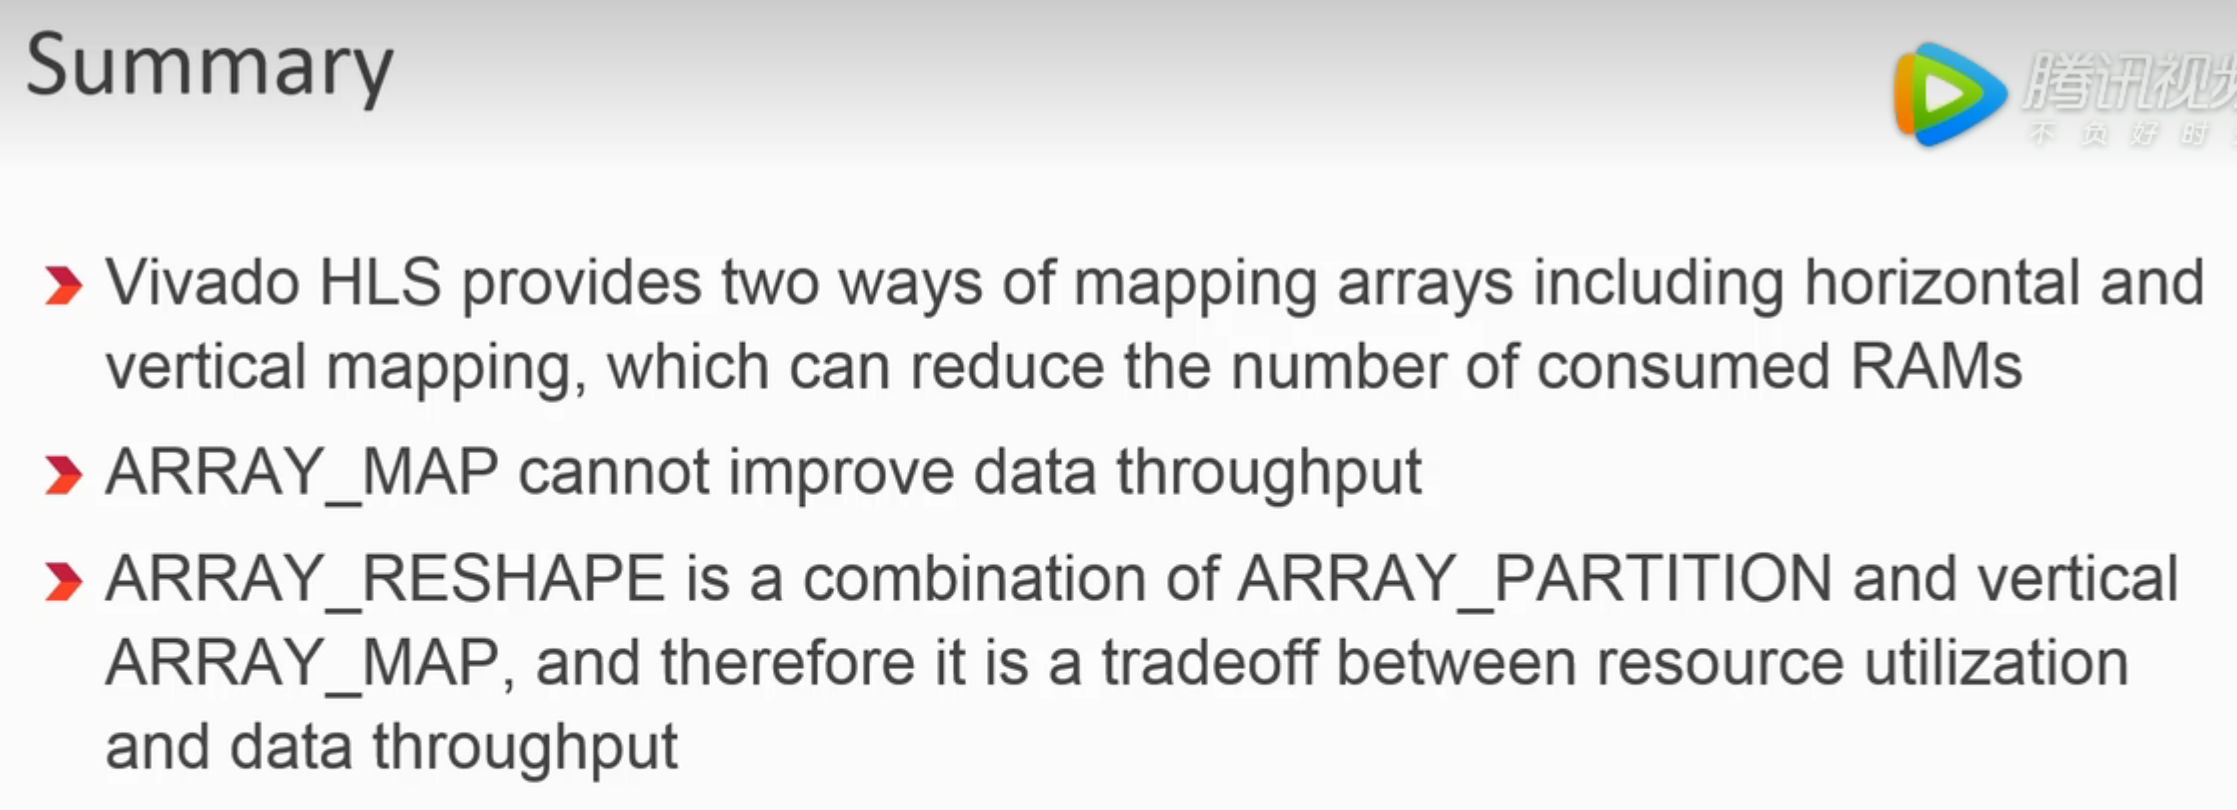 Summary
腾讯视频
不负好时
Vivado HLS provides two ways of mapping arrays including horizontal and
vertical mapping, which can reduce the number of consumed RAMs
ARRAY_MAP cannot improve data throughput
ARRAY_RESHAPE is a combination of ARRAY_PARTITION and vertical
ARRAY_MAP, and therefore it is a tradeoff between resource utilization
and data throughput